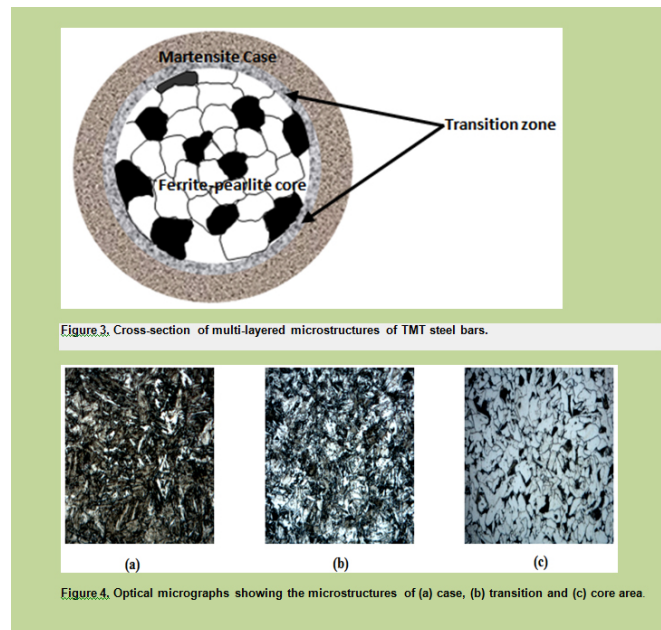 Martensite Case
Transition zone
Ferrite-pearlite core
Figure 3. Cross-section of multi-layered microstructures of TMT steel bars.
(a)
(b)
(c)
Figure 4. Optical micrographs showing the microstructures of (a) case, (b) transition and (c) core area.